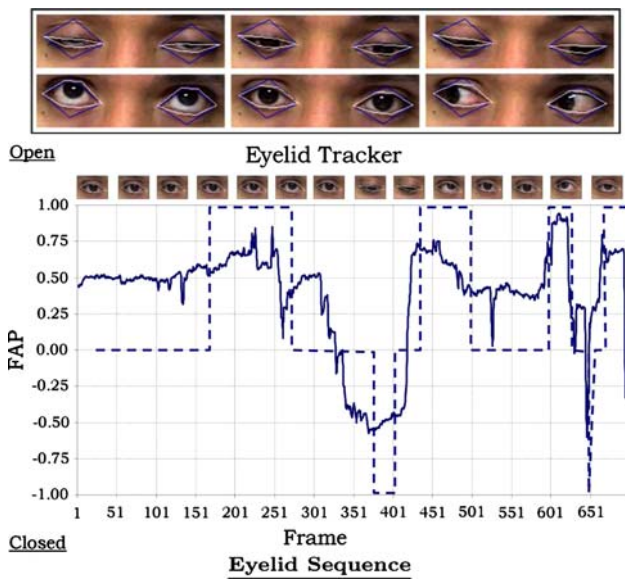 Open
Eyelid Tracker
1.00
0.75
0.50
0.25
0.00
-0.25
-0.50
-0.75
-1.00
FAP
1 51 101 151 201 251 301 351 401 451 501 551 601 651
Frame
Closed
Eyelid Sequence